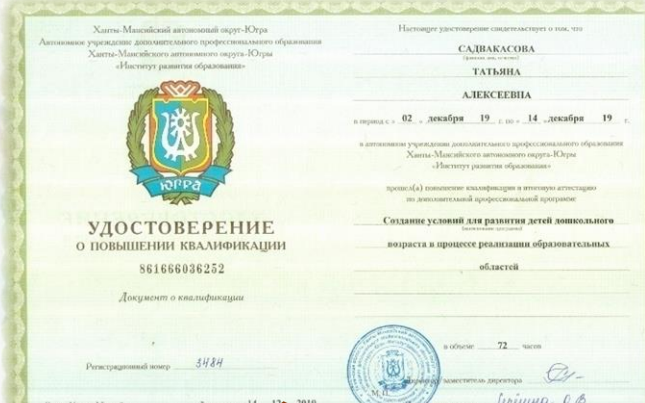 Ханты-Мансийский автономный округ-Югра
Автономное учреждение дополнительного профессионального образования
Ханты-Мансийского автономного округа-Югры
«Институт развития образования»
ЮГРА
УДОСТОВЕРЕНИЕ
О ПОВЫШЕНИИ КВАЛИФИКАЦИИ
861666036252
Документ о квалификации
Регистрационный номер 3484
Настоящее удостоверение свидетельствует о том, что
САДВАКАСОВА
ТАТЬЯНА
АЛЕКСЕЕВНА
в период с « 02 » декабря 19 г. по « 14 » декабря 19 г.
в автономном учреждении дополнительного профессионального образования
Ханты-Мансийского автономного округа-Югры
«Институт развития образования»
прошел(а) повышение квалификации и итоговую аттестацию
по дополнительной профессиональной программе
Создание условий для развития детей дошкольного
возраста в процессе реализации образовательных
областей
в объеме 72 часов
М.П.
заместитель директора